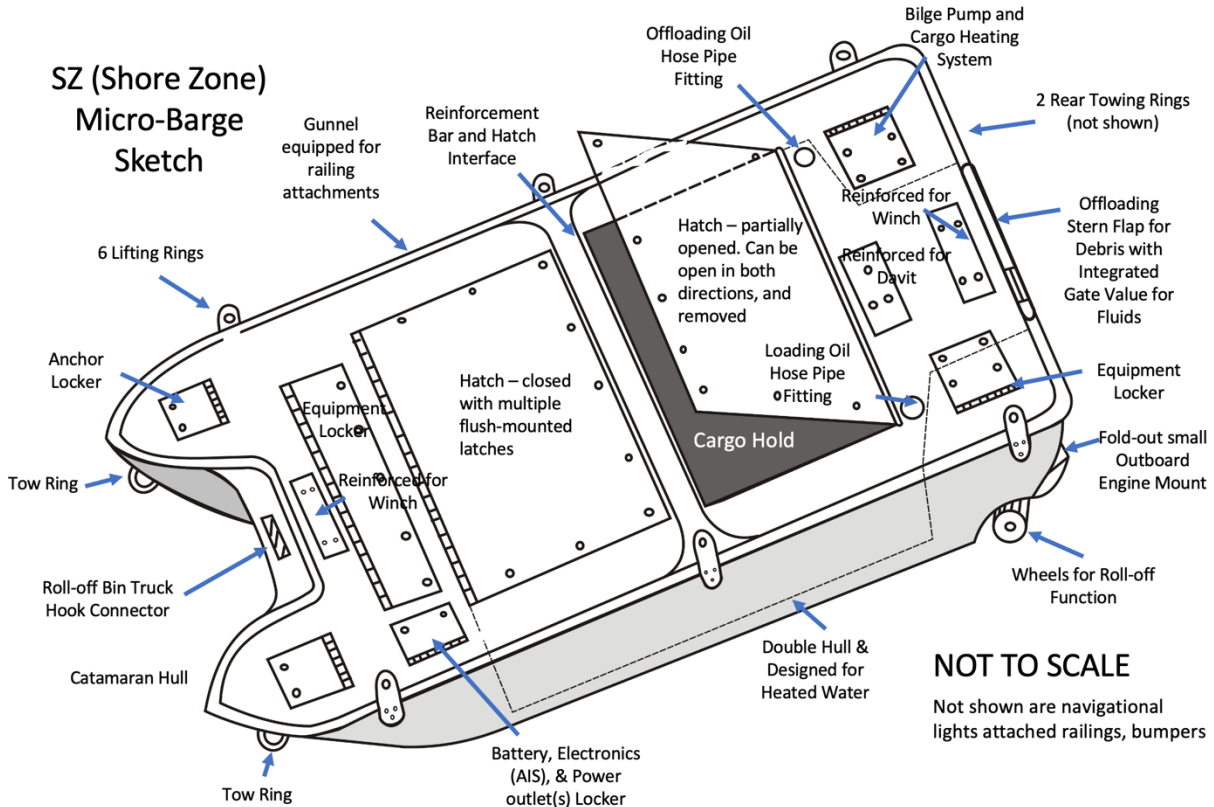 SZ (Shore Zone)
Micro-Barge
Sketch
Gunnel
equipped for
railing
attachments
Reinforcement
Bar and Hatch
Interface
Offloading Oil
Hose Pipe
Fitting
Bilge Pump and
Cargo Heating
System
2 Rear Towing Rings
(not shown)
6 Lifting Rings
Anchor
Locker
Tow Ring
Equipment
Locker
Reinforced for
Winch
Hatch – closed
with multiple
flush-mounted
latches
Hatch – partially
opened. Can be
open in both
directions, and
removed
Reinforced for
Winch
Reinforced for
Davit
Offloading
Stern Flap for
Debris with
Integrated
Gate Value for
Fluids
Loading Oil
Hose Pipe
Fitting
Cargo Hold
Equipment
Locker
Fold-out small
Outboard
Engine Mount
Roll-off Bin Truck
Hook Connector
Wheels for Roll-off
Function
Catamaran Hull
Double Hull &
Designed for
Heated Water
NOT TO SCALE
Not shown are navigational
lights attached railings, bumpers
Battery, Electronics
(AIS), & Power
outlet(s) Locker
Tow Ring